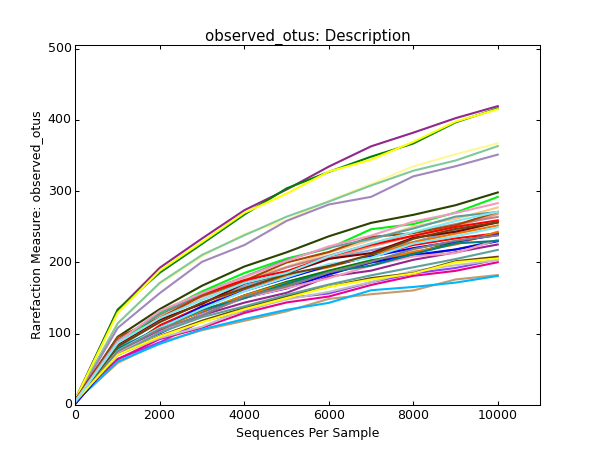 observed_otus: Description
500
400
300
200
100
0
Rarefaction Measure: observed_otus
0 2000 4000 6000 8000 10000
Sequences Per Sample